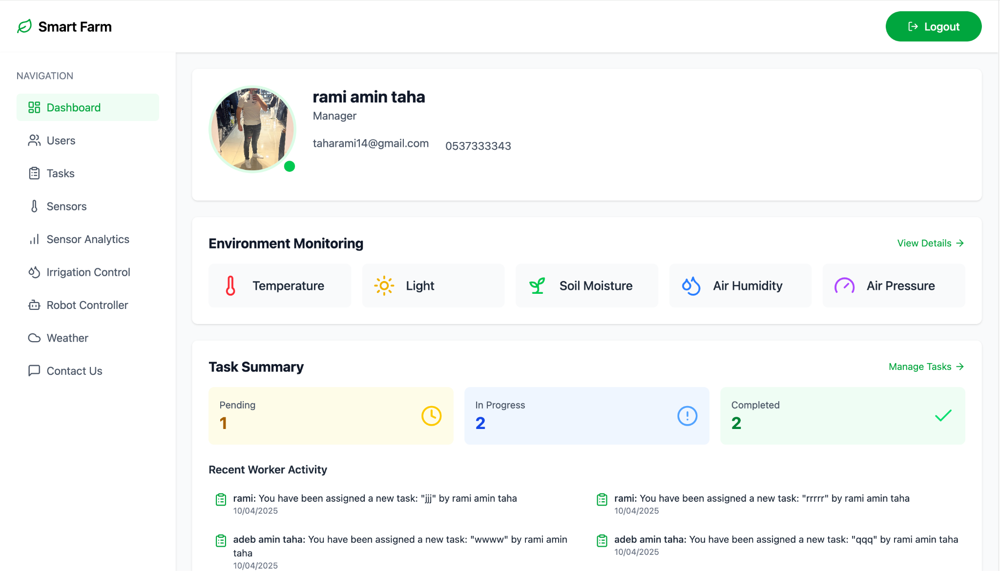 Smart Farm
Logout
NAVIGATION
Dashboard
Users
Tasks
Sensors
Sensor Analytics
Irrigation Control
Robot Controller
Weather
Contact Us
rami amin taha
Manager
taharami14@gmail.com
0537333343
Environment Monitoring
View Details →
Temperature
Light
Soil Moisture
Air Humidity
Air Pressure
Task Summary
Manage Tasks →
Pending
1
In Progress
2
Completed
2
Recent Worker Activity
rami: You have been assigned a new task: "jjj" by rami amin taha
10/04/2025
rami: You have been assigned a new task: "rrrrr" by rami amin taha
10/04/2025
adeb amin taha: You have been assigned a new task: "wwww" by rami amin
taha
10/04/2025
adeb amin taha: You have been assigned a new task: "qqq" by rami amin taha
10/04/2025